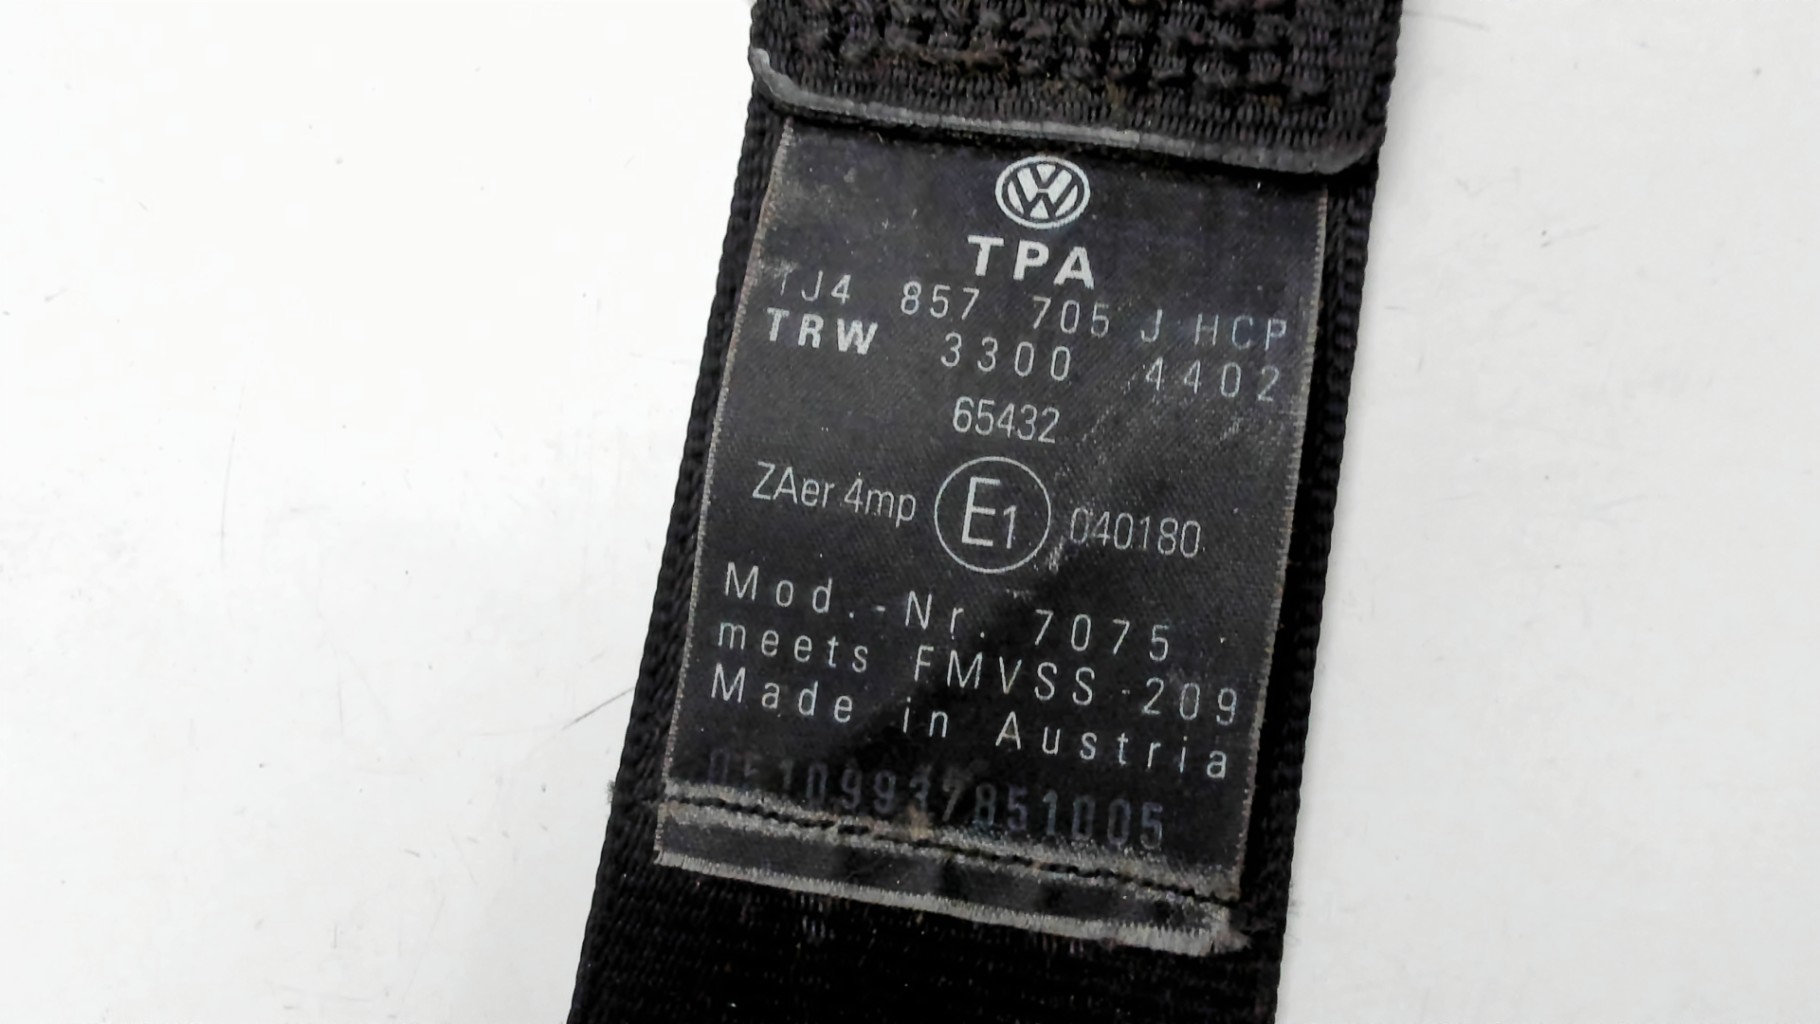 TPA
1J4 857 705 J HCP
TRW 3300 4402
65432
ZAer 4mp E1 040180
Mod.-Nr. 7075
meets FMVSS 209
Made in Austria
05109937851005